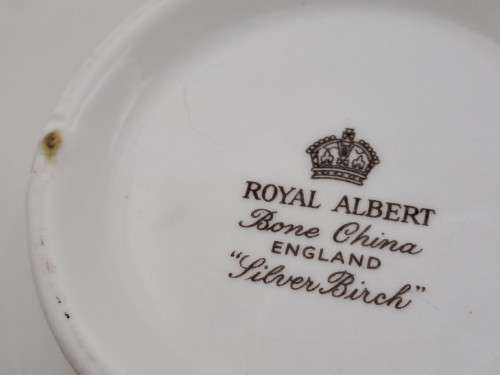 ROYAL ALBERT
Bone China
ENGLAND
"Silver Birch"